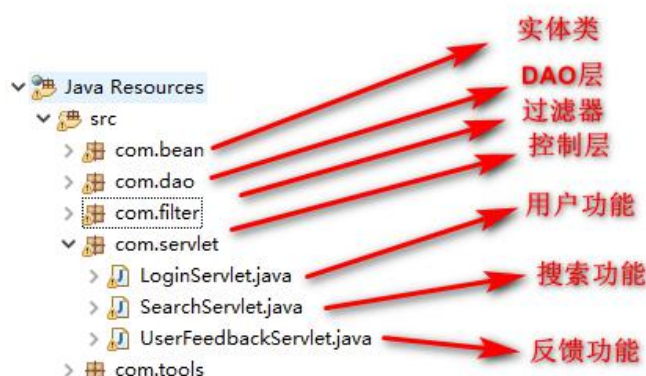 实体类
Java Resources
DAO层
src
过滤器
com.bean
控制层
com.dao
com.filter
用户功能
com.servlet
LoginServlet.java
搜索功能
SearchServlet.java
UserFeedbackServlet.java
反馈功能
com.tools